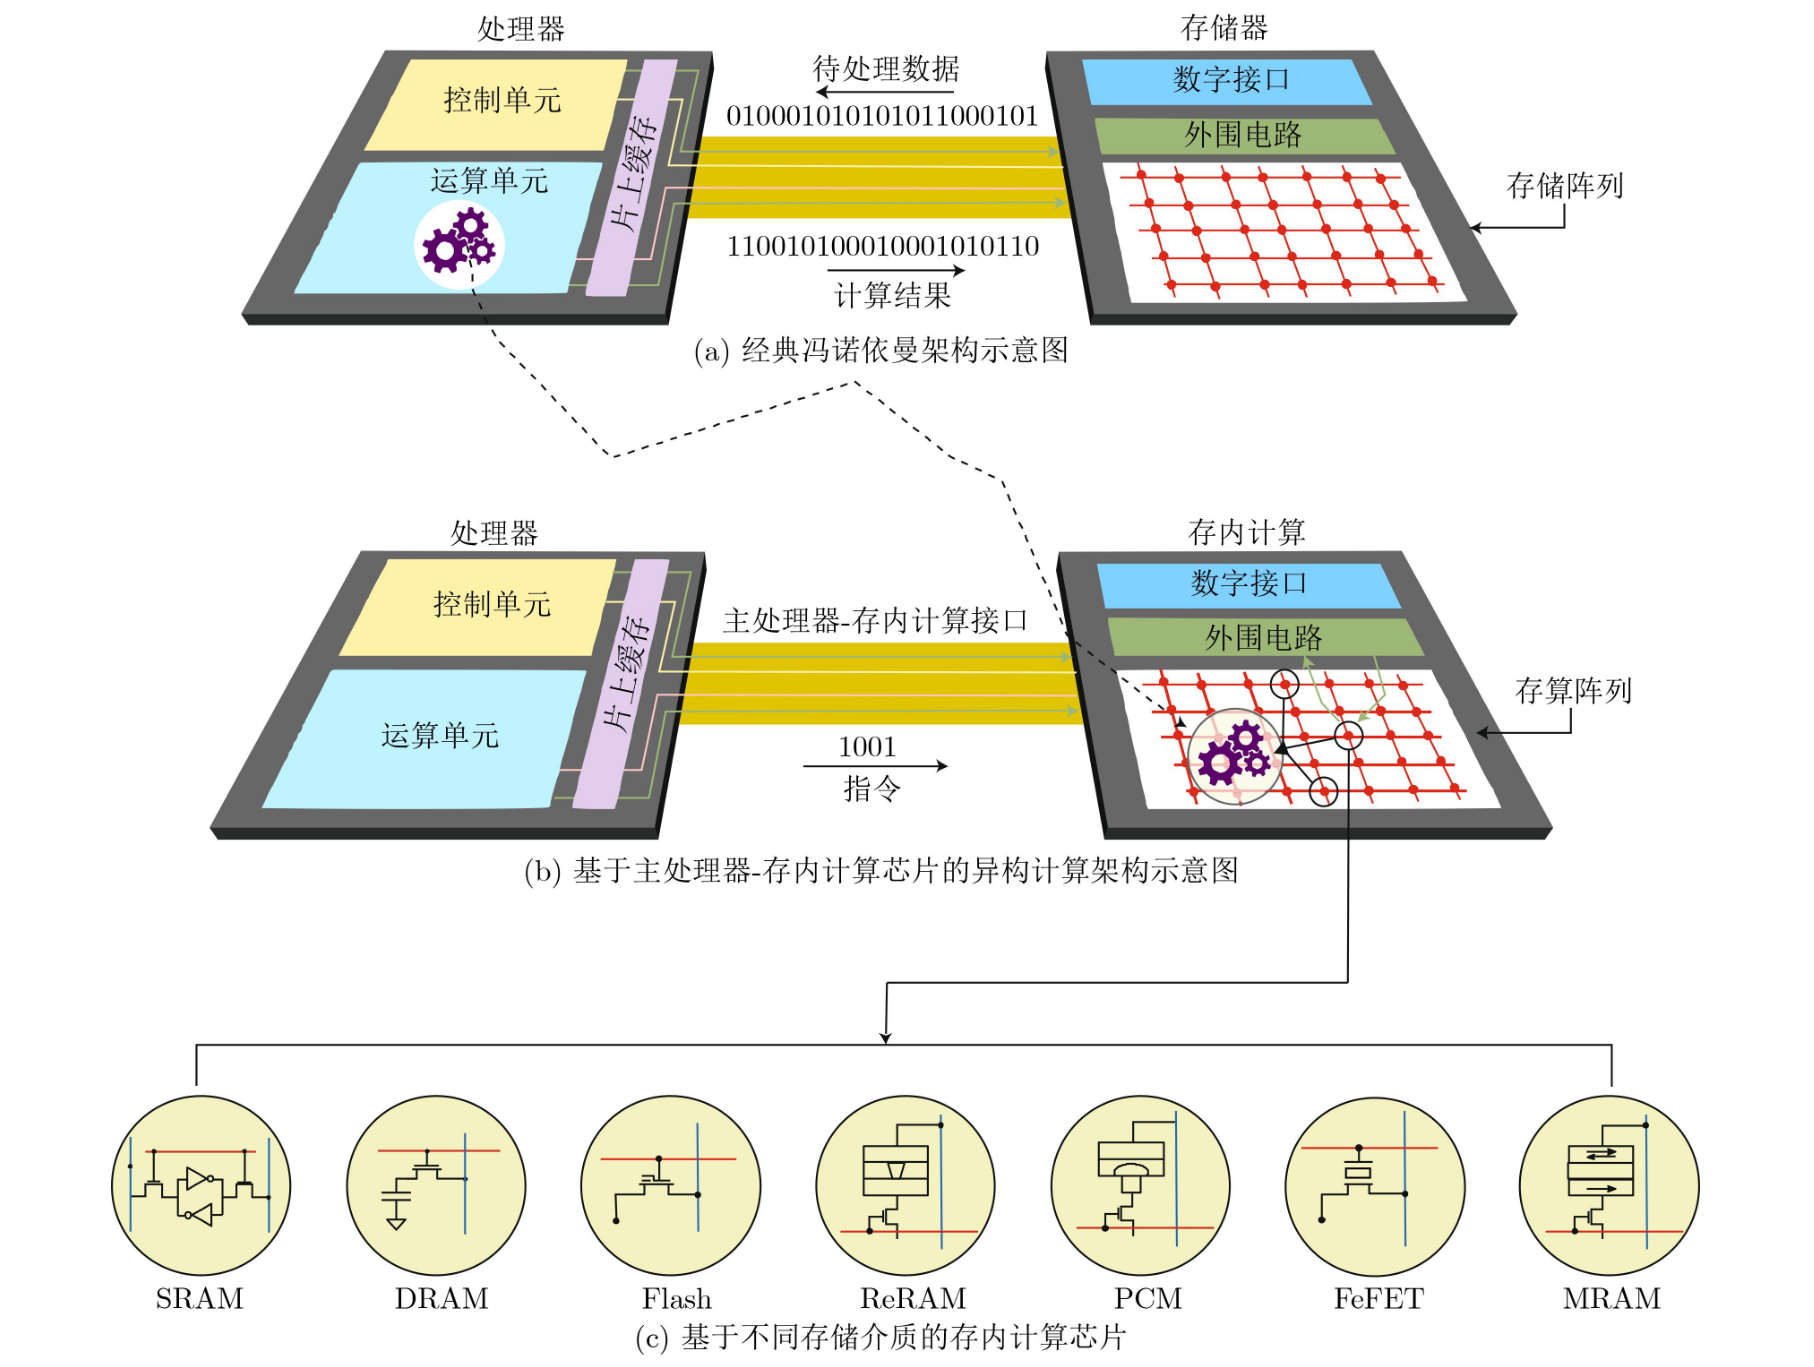 处理器
存储器
控制单元
运算单元
片上缓存
待处理数据
010001010101011000101
110010100010001010110
计算结果
数字接口
外围电路
存储阵列
(a) 经典冯诺依曼架构示意图
处理器
存内计算
控制单元
运算单元
片上缓存
主处理器-存内计算接口
1001
指令
数字接口
外围电路
存算阵列
(b) 基于主处理器-存内计算芯片的异构计算架构示意图
SRAM
DRAM
Flash
ReRAM
PCM
FeFET
MRAM
(c) 基于不同存储介质的存内计算芯片